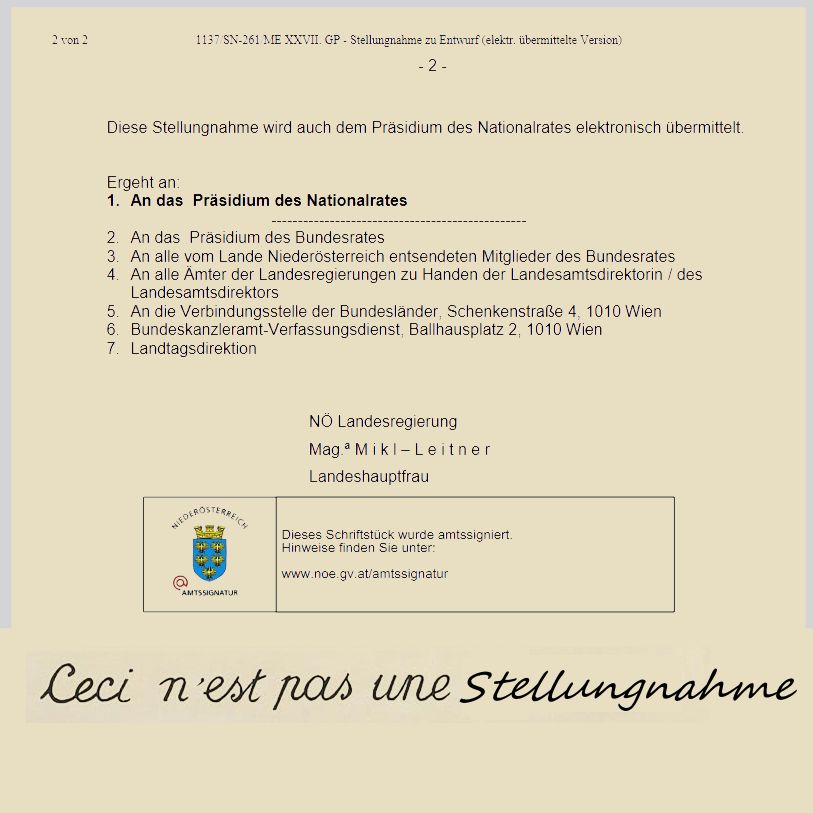 2 von 2 1137/SN-261/ME XXVII. GP - Stellungnahme zu Entwurf (elektr. übermittelte Version)
- 2 -
Diese Stellungnahme wird auch dem Präsidium des Nationalrates elektronisch übermittelt.
Ergeht an:
1. An das Präsidium des Nationalrates
------------------------------------------------
2. An das Präsidium des Bundesrates
3. An alle vom Lande Niederösterreich entsendeten Mitglieder des Bundesrates
4. An alle Ämter der Landesregierungen zu Handen der Landesamtsdirektorin / des
Landesamtsdirektors
5. An die Verbindungsstelle der Bundesländer, Schenkenstraße 4, 1010 Wien
6. Bundeskanzleramt-Verfassungsdienst, Ballhausplatz 2, 1010 Wien
7. Landtagsdirektion
NÖ Landesregierung
Mag.ª M i k l – L e i t n e r
Landeshauptfrau
NIEDERÖSTERREICH
@ AMTSSIGNATUR
Dieses Schriftstück wurde amtssigniert.
Hinweise finden Sie unter:
www.noe.gv.at/amtssignatur
Ceci n'est pas une Stellungnahme